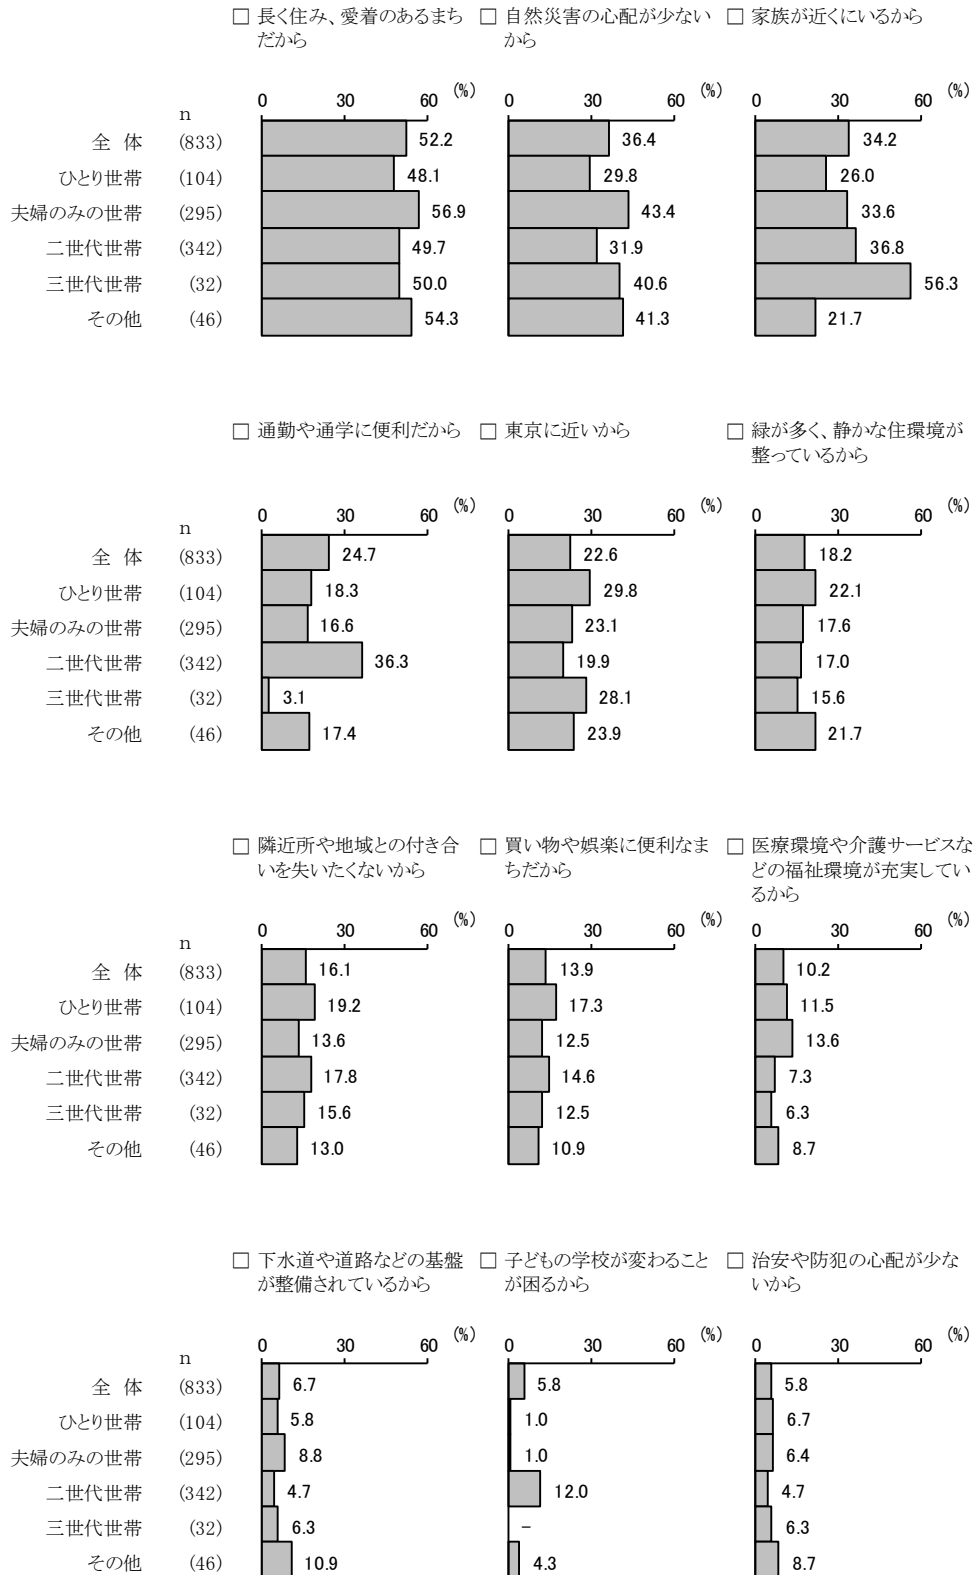 □ 長く住み、愛着のあるまち □ 自然災害の心配が少ない □ 家族が近くにいるから
だから から
0 30 60 (%) 0 30 60 (%) 0 30 60 (%)
n
全 体 (833) 52.2 36.4 34.2
ひとり世帯 (104) 48.1 29.8 26.0
夫婦のみの世帯 (295) 56.9 43.4 33.6
二世代世帯 (342) 49.7 31.9 36.8
三世代世帯 (32) 50.0 40.6 56.3
その他 (46) 54.3 41.3 21.7
□ 通勤や通学に便利だから □ 東京に近いから □ 緑が多く、静かな住環境が
整っているから
0 30 60 (%) 0 30 60 (%) 0 30 60 (%)
n
全 体 (833) 24.7 22.6 18.2
ひとり世帯 (104) 18.3 29.8 22.1
夫婦のみの世帯 (295) 16.6 23.1 17.6
二世代世帯 (342) 36.3 19.9 17.0
三世代世帯 (32) 3.1 28.1 15.6
その他 (46) 17.4 23.9 21.7
□ 隣近所や地域との付き合 □ 買い物や娯楽に便利なま □ 医療環境や介護サービスな
いを失いたくないから ちだから どの福祉環境が充実してい
るから
0 30 60 (%) 0 30 60 (%) 0 30 60 (%)
n
全 体 (833) 16.1 13.9 10.2
ひとり世帯 (104) 19.2 17.3 11.5
夫婦のみの世帯 (295) 13.6 12.5 13.6
二世代世帯 (342) 17.8 14.6 7.3
三世代世帯 (32) 15.6 12.5 6.3
その他 (46) 13.0 10.9 8.7
□ 下水道や道路などの基盤 □ 子どもの学校が変わること □ 治安や防犯の心配が少な
が整備されているから が困るから いから
0 30 60 (%) 0 30 60 (%) 0 30 60 (%)
n
全 体 (833) 6.7 5.8 5.8
ひとり世帯 (104) 5.8 1.0 6.7
夫婦のみの世帯 (295) 8.8 1.0 6.4
二世代世帯 (342) 4.7 12.0 4.7
三世代世帯 (32) 6.3 - 6.3
その他 (46) 10.9 4.3 8.7